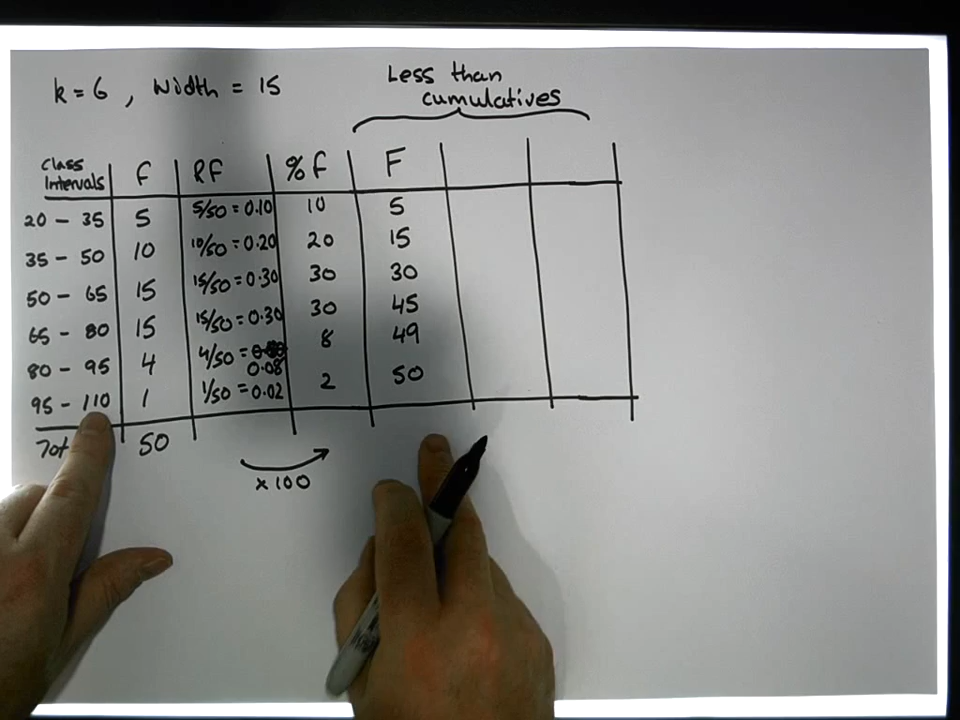 k = 6 , Width = 15
Less than
cumulatives
Class Intervals f RF % f F
20 - 35 5 5/50 = 0.10 10 5
35 - 50 10 10/50 = 0.20 20 15
50 - 65 15 15/50 = 0.30 30 30
65 - 80 15 15/50 = 0.30 30 45
80 - 95 4 4/50 = 0.08 8 49
95 - 110 1 1/50 = 0.02 2 50
Tot 50
x 100